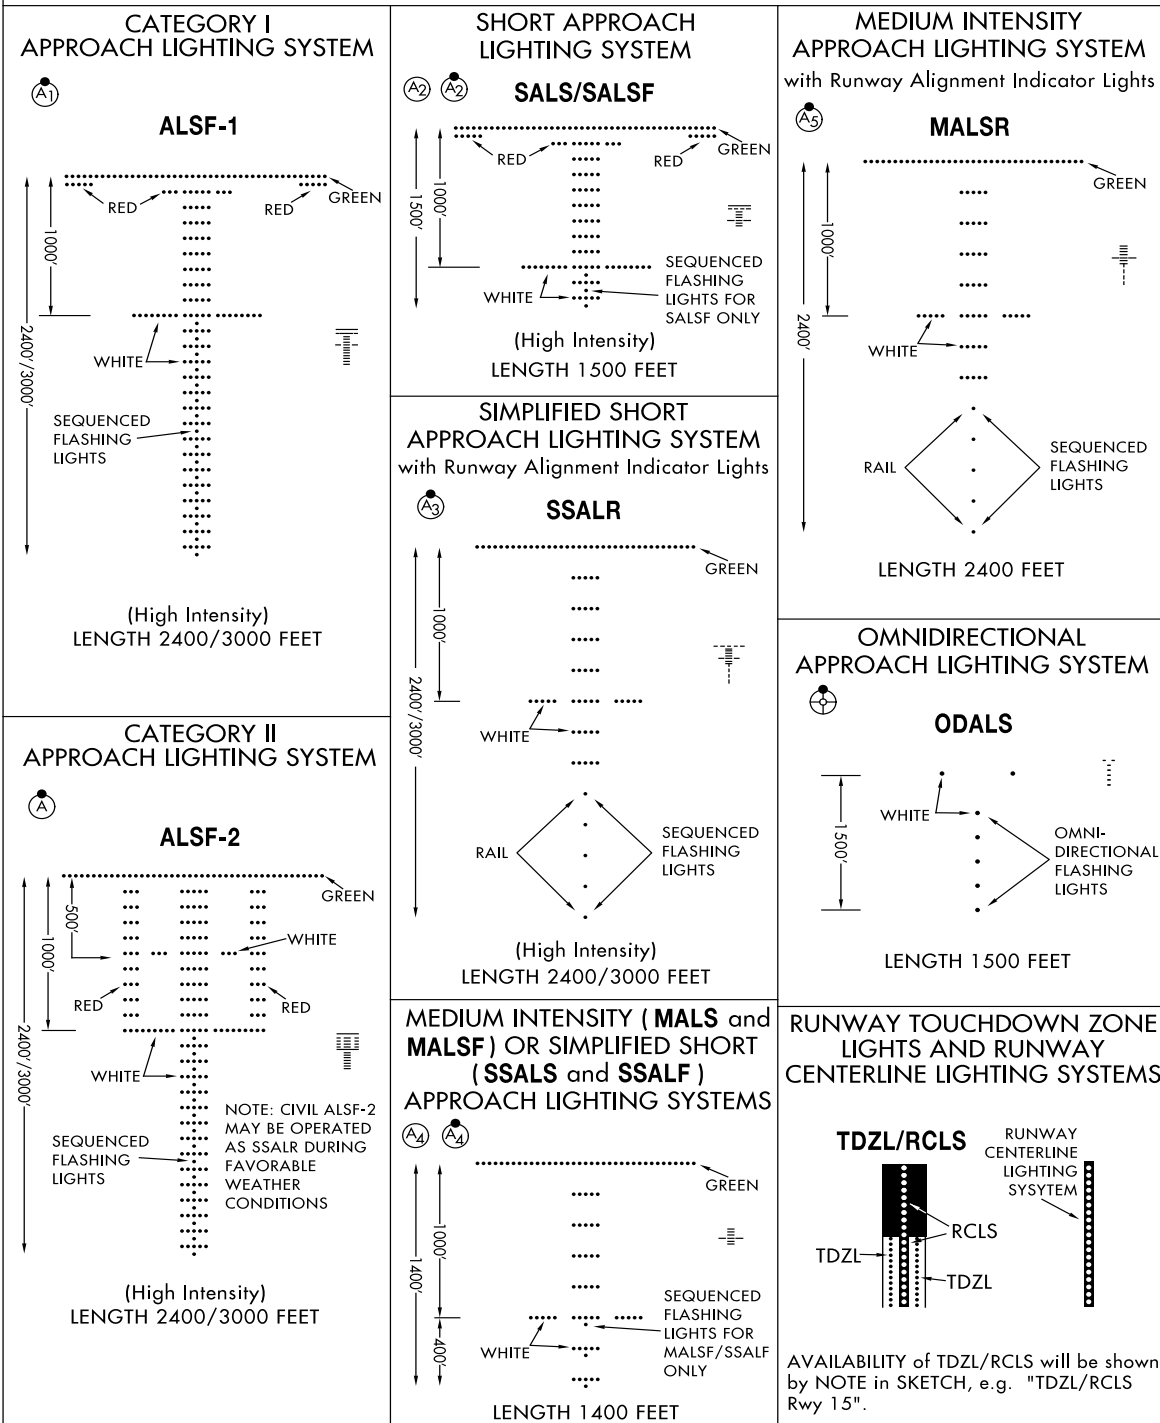 CATEGORY I
APPROACH LIGHTING SYSTEM
A1
ALSF-1
GREEN
RED
RED
1000'
2400'/3000'
WHITE
SEQUENCED
FLASHING
LIGHTS
(High Intensity)
LENGTH 2400/3000 FEET
CATEGORY II
APPROACH LIGHTING SYSTEM
A
ALSF-2
GREEN
500'
1000'
WHITE
RED
RED
2400'/3000'
WHITE
NOTE: CIVIL ALSF-2
MAY BE OPERATED
AS SSALR DURING
FAVORABLE
WEATHER
CONDITIONS
SEQUENCED
FLASHING
LIGHTS
(High Intensity)
LENGTH 2400/3000 FEET
SHORT APPROACH
LIGHTING SYSTEM
A2 A2
SALS/SALSF
GREEN
RED
RED
1000'
1500'
SEQUENCED
FLASHING
LIGHTS FOR
SALSF ONLY
WHITE
(High Intensity)
LENGTH 1500 FEET
SIMPLIFIED SHORT
APPROACH LIGHTING SYSTEM
with Runway Alignment Indicator Lights
A3
SSALR
GREEN
1000'
2400'/3000'
WHITE
RAIL
SEQUENCED
FLASHING
LIGHTS
(High Intensity)
LENGTH 2400/3000 FEET
MEDIUM INTENSITY (MALS and
MALSF) OR SIMPLIFIED SHORT
(SSALS and SSALF)
APPROACH LIGHTING SYSTEMS
A4 A4
GREEN
1000'
1400'
400'
WHITE
SEQUENCED
FLASHING
LIGHTS FOR
MALSF/SSALF
ONLY
LENGTH 1400 FEET
MEDIUM INTENSITY
APPROACH LIGHTING SYSTEM
with Runway Alignment Indicator Lights
A5
MALSR
GREEN
1000'
2400'
WHITE
RAIL
SEQUENCED
FLASHING
LIGHTS
LENGTH 2400 FEET
OMNIDIRECTIONAL
APPROACH LIGHTING SYSTEM
ODALS
WHITE
1500'
OMNI-
DIRECTIONAL
FLASHING
LIGHTS
LENGTH 1500 FEET
RUNWAY TOUCHDOWN ZONE
LIGHTS AND RUNWAY
CENTERLINE LIGHTING SYSTEMS
TDZL/RCLS
RUNWAY
CENTERLINE
LIGHTING
SYSYTEM
RCLS
TDZL
TDZL
AVAILABILITY of TDZL/RCLS will be shown
by NOTE in SKETCH, e.g. "TDZL/RCLS
Rwy 15".